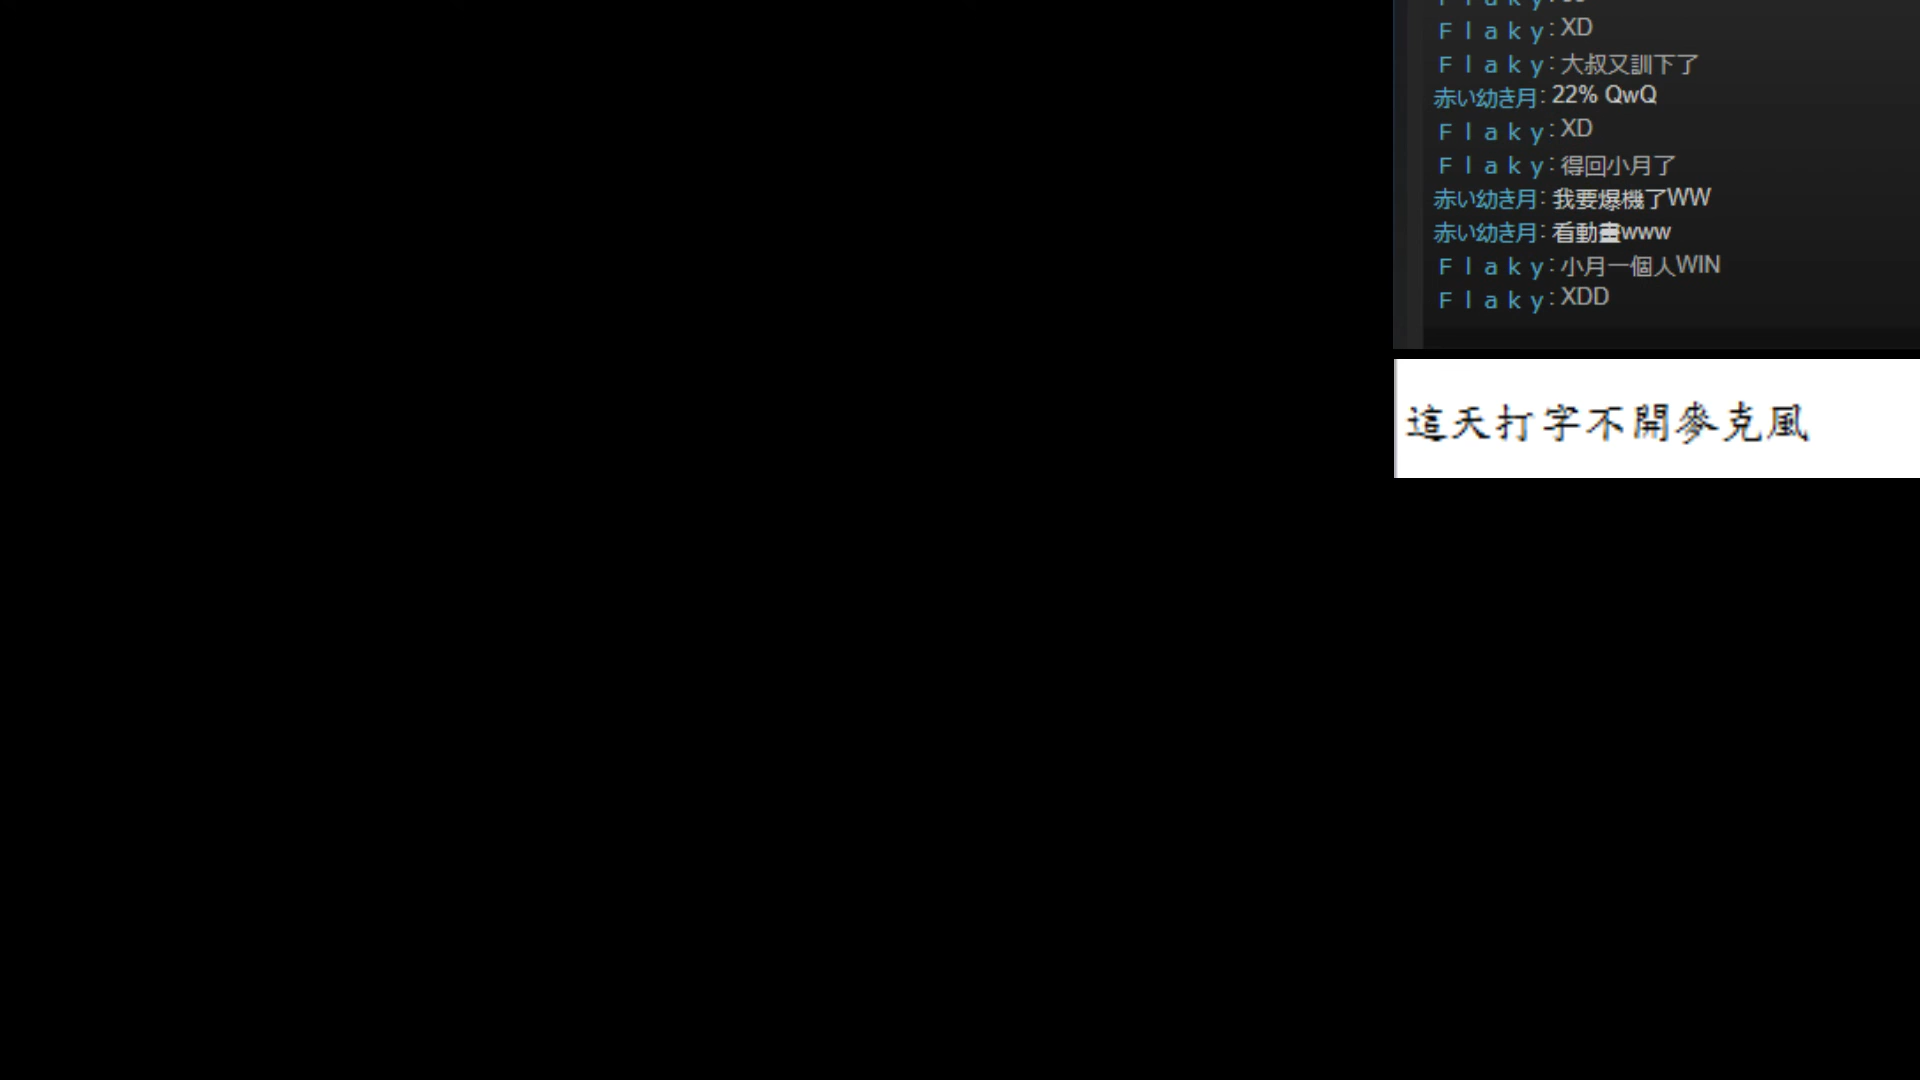 Ｆｌａｋｙ: XD
Ｆｌａｋｙ: 大叔又訓下了
赤い幼き月: 22% QwQ
Ｆｌａｋｙ: XD
Ｆｌａｋｙ: 得回小月了
赤い幼き月: 我要爆機了WW
赤い幼き月: 看動畫www
Ｆｌａｋｙ: 小月一個人WIN
Ｆｌａｋｙ: XDD
這天打字不開麥克風